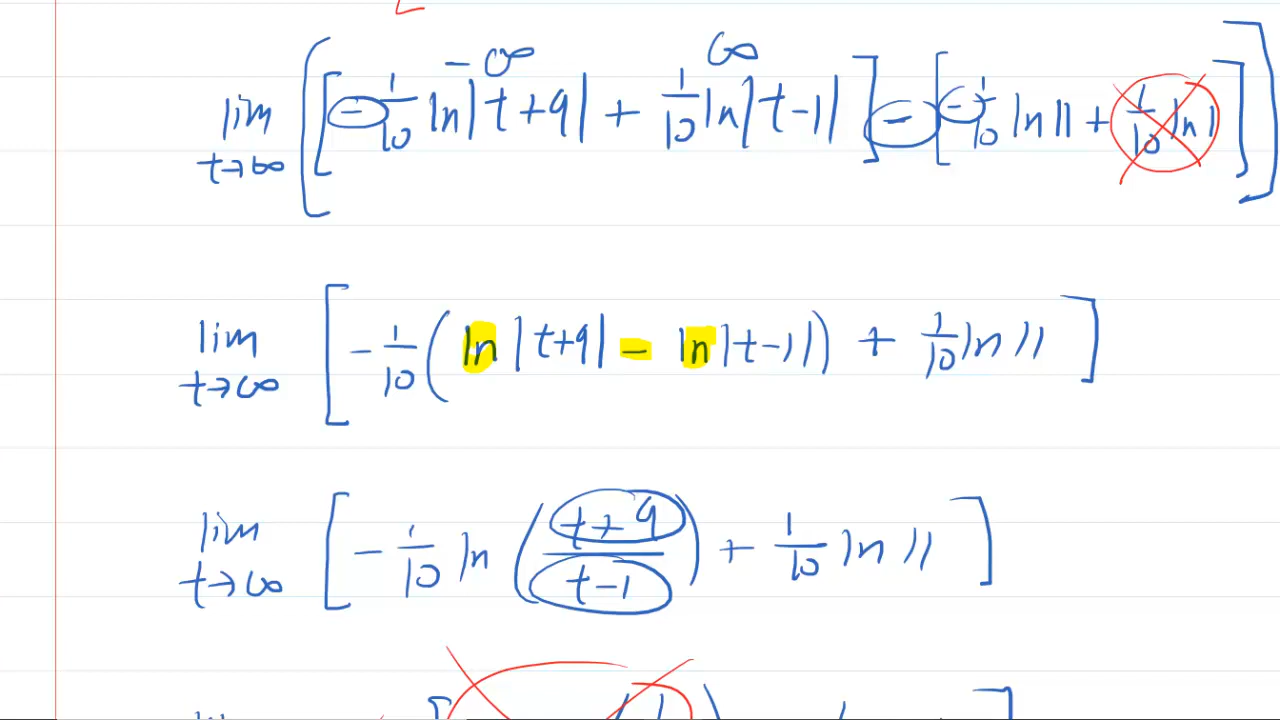 -∞ ∞
lim t→∞ ([-1/10 ln|t+9| + 1/10 ln|t-1|] - [-1/10 ln 11 + 1/10 ln 1])
lim t→∞ [-1/10 (ln|t+9| - ln|t-1|) + 1/10 ln 11]
lim t→∞ [-1/10 ln (t+9/t-1) + 1/10 ln 11]